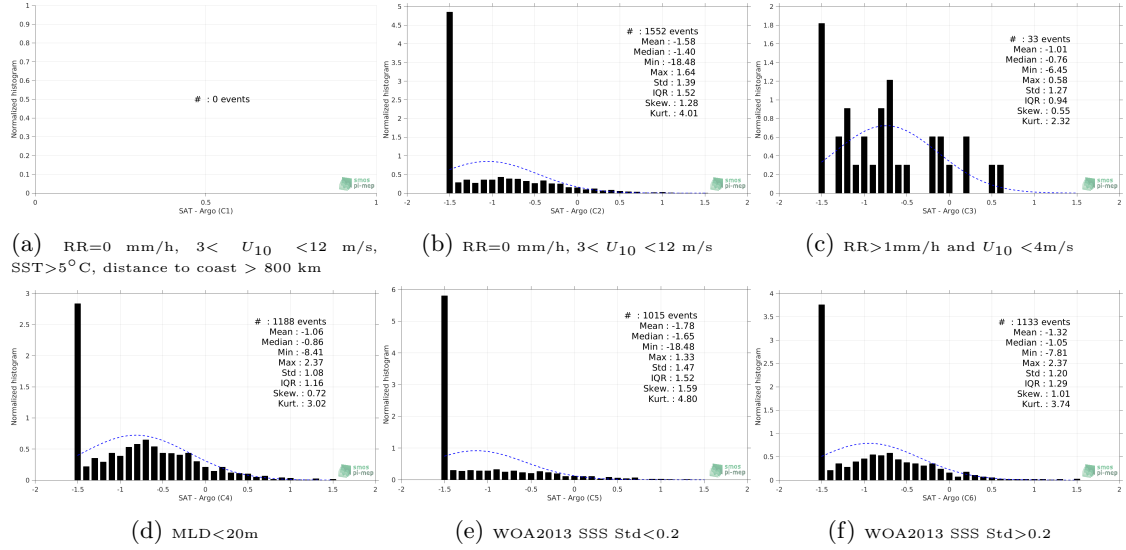 1
0.9
0.8
0.7
0.6
0.5
0.4
0.3
0.2
0.1
0
Normalized histogram
# : 0 events
smos
pi-mep
0 0.5 1
SAT - Argo (C1)
(a) RR=0 mm/h, 3< U10 <12 m/s,
SST>5°C, distance to coast > 800 km
5
4.5
4
3.5
3
2.5
2
1.5
1
0.5
0
Normalized histogram
# : 1552 events
Mean : -1.58
Median : -1.40
Min : -18.48
Max : 1.64
Std : 1.39
IQR : 1.52
Skew. : 1.28
Kurt. : 4.01
smos
pi-mep
-2 -1.5 -1 -0.5 0 0.5 1 1.5 2
SAT - Argo (C2)
(b) RR=0 mm/h, 3< U10 <12 m/s
2
1.8
1.6
1.4
1.2
1
0.8
0.6
0.4
0.2
0
Normalized histogram
# : 33 events
Mean : -1.01
Median : -0.76
Min : -6.45
Max : 0.58
Std : 1.27
IQR : 0.94
Skew. : 0.55
Kurt. : 2.32
smos
pi-mep
-2 -1.5 -1 -0.5 0 0.5 1 1.5 2
SAT - Argo (C3)
(c) RR>1mm/h and U10 <4m/s
3
2.5
2
1.5
1
0.5
0
Normalized histogram
# : 1188 events
Mean : -1.06
Median : -0.86
Min : -8.41
Max : 2.37
Std : 1.08
IQR : 1.16
Skew. : 0.72
Kurt. : 3.02
smos
pi-mep
-2 -1.5 -1 -0.5 0 0.5 1 1.5 2
SAT - Argo (C4)
(d) MLD<20m
6
5
4
3
2
1
0
Normalized histogram
# : 1015 events
Mean : -1.78
Median : -1.65
Min : -18.48
Max : 1.33
Std : 1.47
IQR : 1.52
Skew. : 1.59
Kurt. : 4.80
smos
pi-mep
-2 -1.5 -1 -0.5 0 0.5 1 1.5 2
SAT - Argo (C5)
(e) WOA2013 SSS Std<0.2
4
3.5
3
2.5
2
1.5
1
0.5
0
Normalized histogram
# : 1133 events
Mean : -1.32
Median : -1.05
Min : -7.81
Max : 2.37
Std : 1.20
IQR : 1.29
Skew. : 1.01
Kurt. : 3.74
smos
pi-mep
-2 -1.5 -1 -0.5 0 0.5 1 1.5 2
SAT - Argo (C6)
(f) WOA2013 SSS Std>0.2